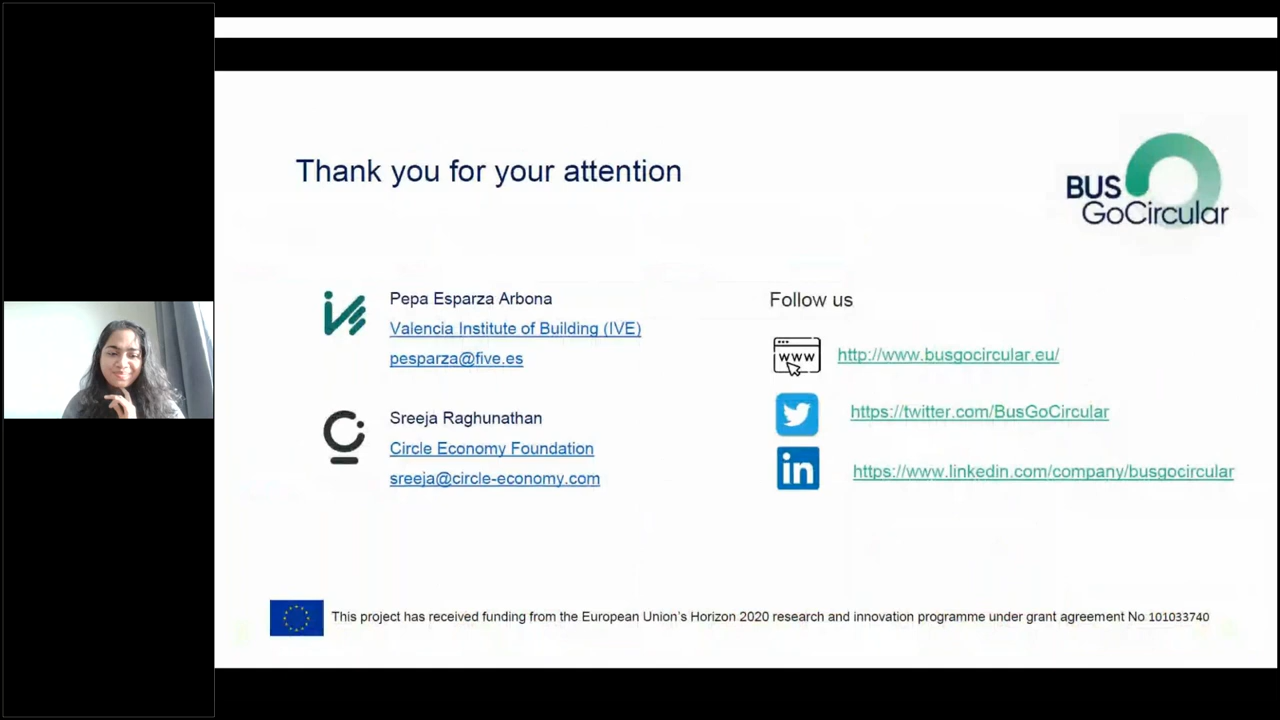 Thank you for your attention
BUS
GoCircular
Pepa Esparza Arbona
Valencia Institute of Building (IVE)
pesparza@five.es
Sreeja Raghunathan
Circle Economy Foundation
sreeja@circle-economy.com
Follow us
www
http://www.busgocircular.eu/
https://twitter.com/BusGoCircular
in
https://www.linkedin.com/company/busgocircular
This project has received funding from the European Union's Horizon 2020 research and innovation programme under grant agreement No 101033740